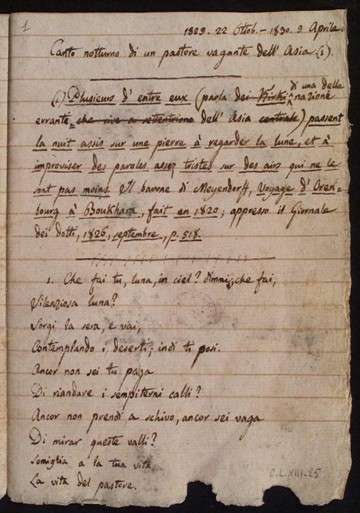 1
1829. 22 Ottob. - 1830. 9 Aprile.
Canto notturno di un pastore vagante dell' Asia (1).
(1) Plusieurs d' entre eux (parla dei Kirki di una delle nazione
errante, che vive a settentrione dell' Asia centrale) passent
la nuit assis sur une pierre à regarder la lune, et à
improviser des paroles assez tristes sur des airs qui ne le
sont pas moins. Il barone di Meyendorff, Voyage d' Oren-
bourg à Boukhara, fait en 1820; appresso il Giornale
dei dotti, 1826, septembre, p. 518.
1. Che fai tu, luna, in ciel? dimmi, che fai,
Silenziosa luna?
Sorgi la sera, e vai,
Contemplando i deserti; indi ti posi.
Ancor non sei tu paga
Di riandare i sempiterni calli?
Ancor non prendi a schivo, ancor sei vaga
Di mirar queste valli?
Somiglia a la tua vita
La vita del pastore.
C.L.XIII.25